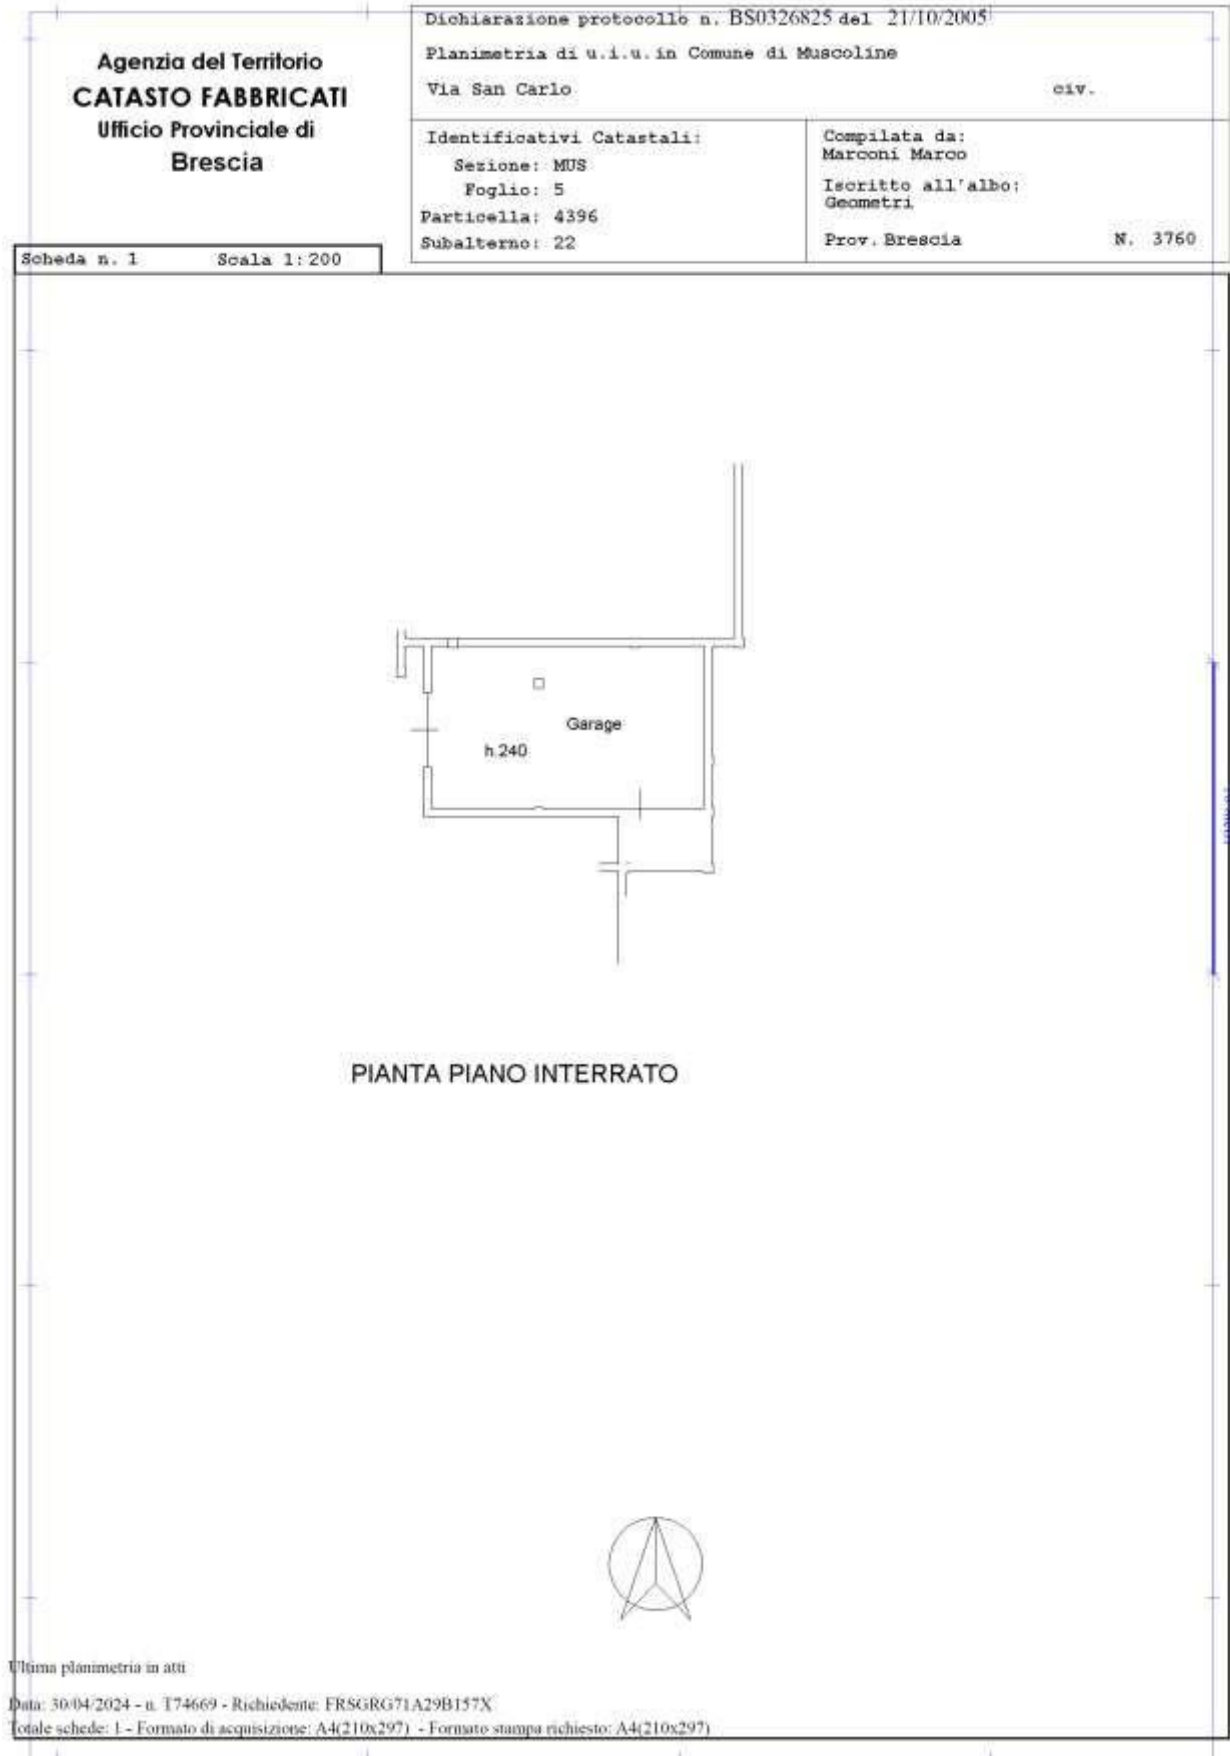 Agenzia del Territorio
CATASTO FABBRICATI
Ufficio Provinciale di
Brescia
Dichiarazione protocollo n. BS0326825 del 21/10/2005
Planimetria di u.i.u. in Comune di Muscoline
Via San Carlo civ.
Identificativi Catastali:
Sezione: MUS
Foglio: 5
Particella: 4396
Subalterno: 22
Compilata da:
Marconi Marco
Iscritto all'albo:
Geometri
Prov. Brescia N. 3760
Scheda n. 1 Scala 1:200
Garage
h.240
PIANTA PIANO INTERRATO
Ultima planimetria in atti
Data: 30/04/2024 - n. T74669 - Richiedente: FRSGRG71A29B157X
Totale schede: 1 - Formato di acquisizione: A4(210x297) - Formato stampa richiesto: A4(210x297)